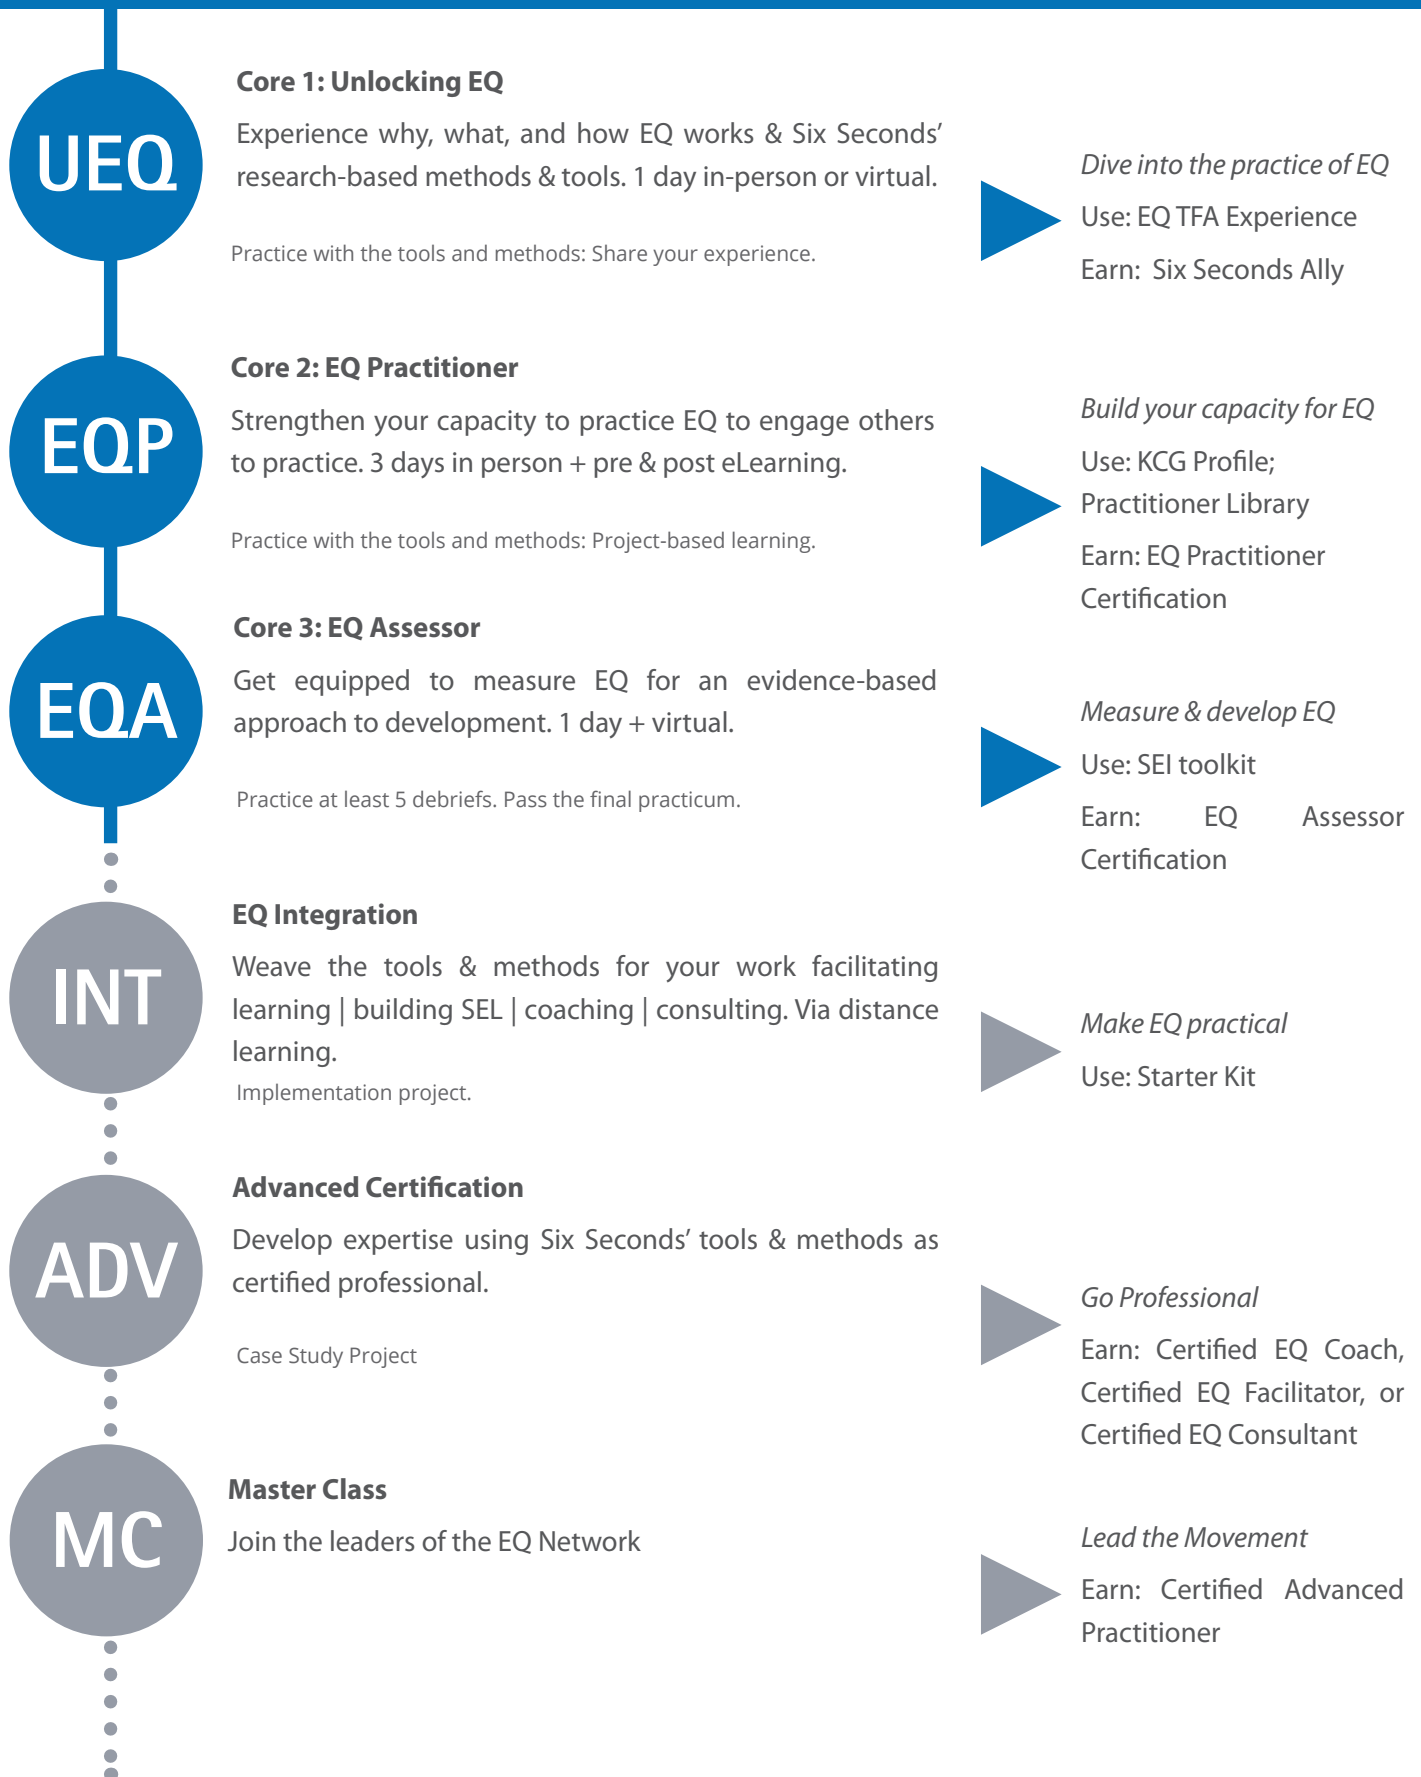 UEQ
Core 1: Unlocking EQ
Experience why, what, and how EQ works & Six Seconds’
research-based methods & tools. 1 day in-person or virtual.
Practice with the tools and methods: Share your experience.
Dive into the practice of EQ
Use: EQ TFA Experience
Earn: Six Seconds Ally
EQP
Core 2: EQ Practitioner
Strengthen your capacity to practice EQ to engage others
to practice. 3 days in person + pre & post eLearning.
Practice with the tools and methods: Project-based learning.
Build your capacity for EQ
Use: KCG Profile;
Practitioner Library
Earn: EQ Practitioner
Certification
EQA
Core 3: EQ Assessor
Get equipped to measure EQ for an evidence-based
approach to development. 1 day + virtual.
Practice at least 5 debriefs. Pass the final practicum.
Measure & develop EQ
Use: SEI toolkit
Earn: EQ Assessor
Certification
INT
EQ Integration
Weave the tools & methods for your work facilitating
learning | building SEL | coaching | consulting. Via distance
learning.
Implementation project.
Make EQ practical
Use: Starter Kit
ADV
Advanced Certification
Develop expertise using Six Seconds’ tools & methods as
certified professional.
Case Study Project
Go Professional
Earn: Certified EQ Coach,
Certified EQ Facilitator, or
Certified EQ Consultant
MC
Master Class
Join the leaders of the EQ Network
Lead the Movement
Earn: Certified Advanced
Practitioner